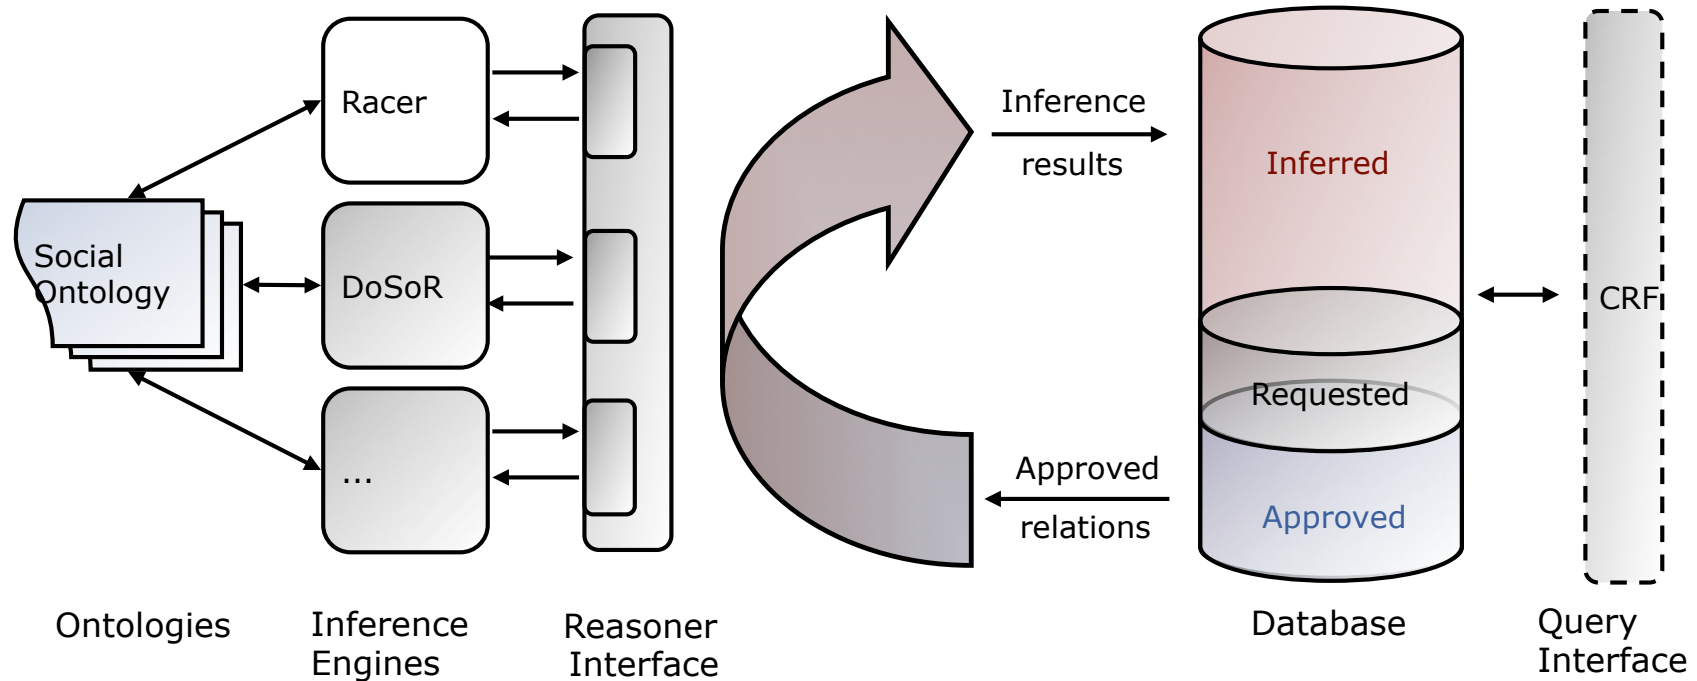 Racer
Social
Ontology
DoSoR
...
Inference
results
Approved
relations
Inferred
Requested
Approved
CRF
Ontologies
Inference
Engines
Reasoner
Interface
Database
Query
Interface